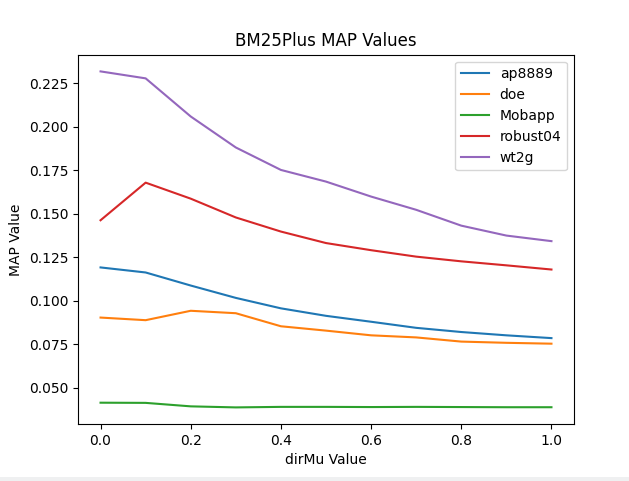 BM25Plus MAP Values
ap8889
doe
Mobapp
robust04
wt2g
MAP Value
0.225
0.200
0.175
0.150
0.125
0.100
0.075
0.050
0.0 0.2 0.4 0.6 0.8 1.0
dirMu Value